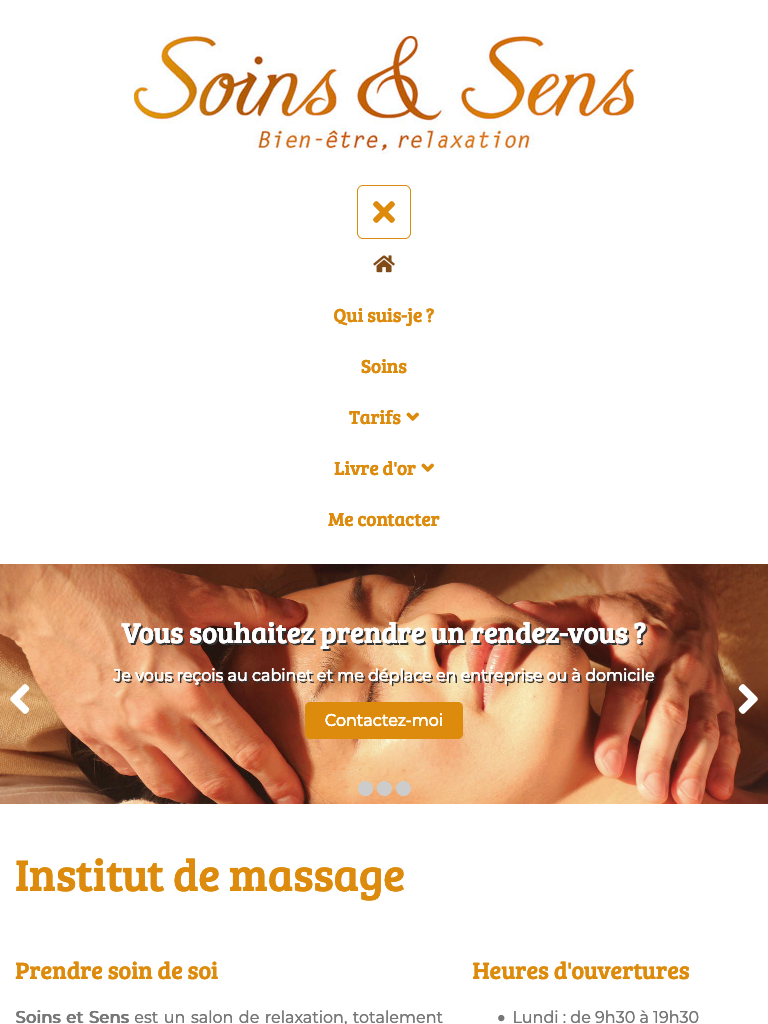 Soins & Sens
Bien-être, relaxation
Qui suis-je ?
Soins
Tarifs
Livre d'or
Me contacter
Vous souhaitez prendre un rendez-vous ?
Je vous reçois au cabinet et me déplace en entreprise ou à domicile
Contactez-moi
Institut de massage
Prendre soin de soi
Soins et Sens est un salon de relaxation, totalement
Heures d'ouvertures
Lundi : de 9h30 à 19h30